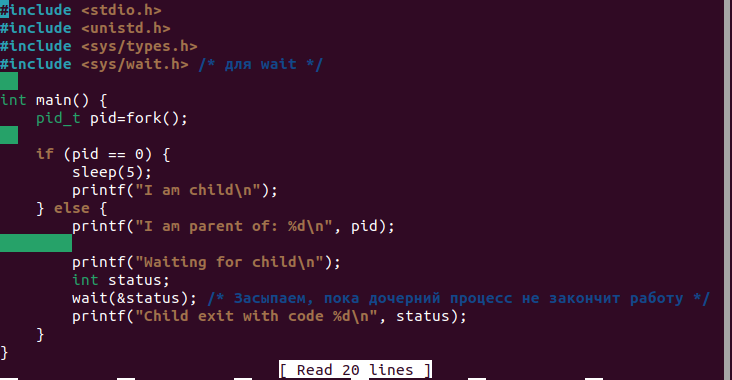 #include <stdio.h>
#include <unistd.h>
#include <sys/types.h>
#include <sys/wait.h> /* для wait */
int main() {
    pid_t pid=fork();
    if (pid == 0) {
        sleep(5);
        printf("I am child\n");
    } else {
        printf("I am parent of: %d\n", pid);
        printf("Waiting for child\n");
        int status;
        wait(&status); /* Засыпаем, пока дочерний процесс не закончит работу */
        printf("Child exit with code %d\n", status);
    }
}
[ Read 20 lines ]